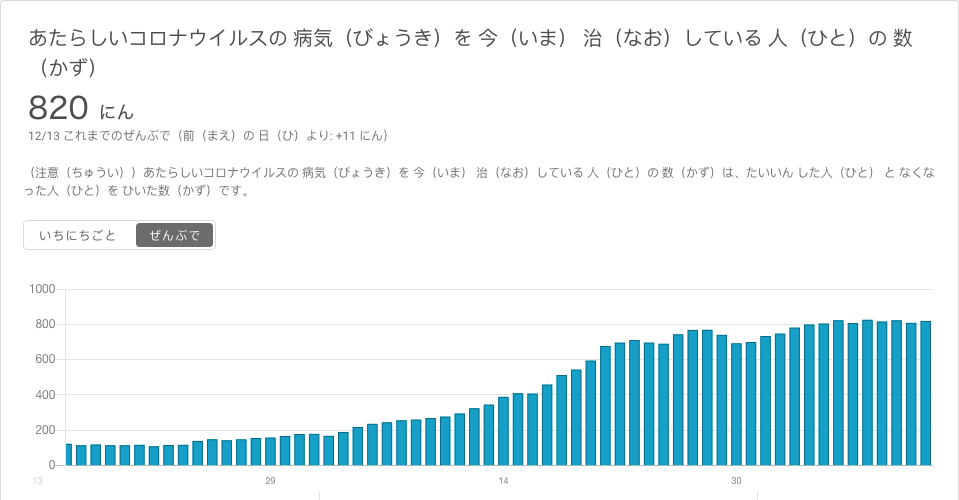 あたらしいコロナウイルスの 病気（びょうき）を 今（いま） 治（なお）している 人（ひと）の 数
（かず）
820 にん
12/13 これまでのぜんぶで（前（まえ）の 日（ひ）より: +11 にん）
（注意（ちゅうい））あたらしいコロナウイルスの 病気（びょうき）を 今（いま） 治（なお）している 人（ひと）の 数（かず）は、たいいん した人（ひと） と なくな
った人（ひと）を ひいた数（かず）です。
いちにちごと ぜんぶで
1000
800
600
400
200
0
13 29 14 30